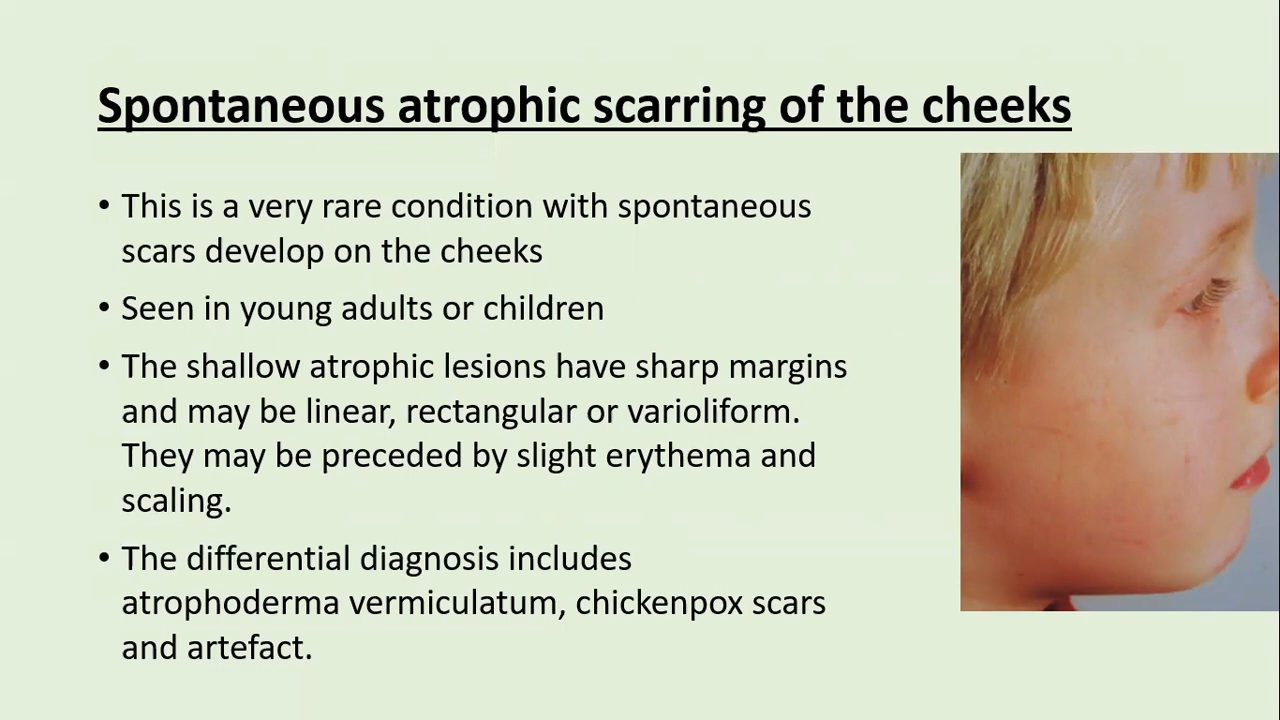 Spontaneous atrophic scarring of the cheeks
• This is a very rare condition with spontaneous
scars develop on the cheeks
• Seen in young adults or children
• The shallow atrophic lesions have sharp margins
and may be linear, rectangular or varioliform.
They may be preceded by slight erythema and
scaling.
• The differential diagnosis includes
atrophoderma vermiculatum, chickenpox scars
and artefact.